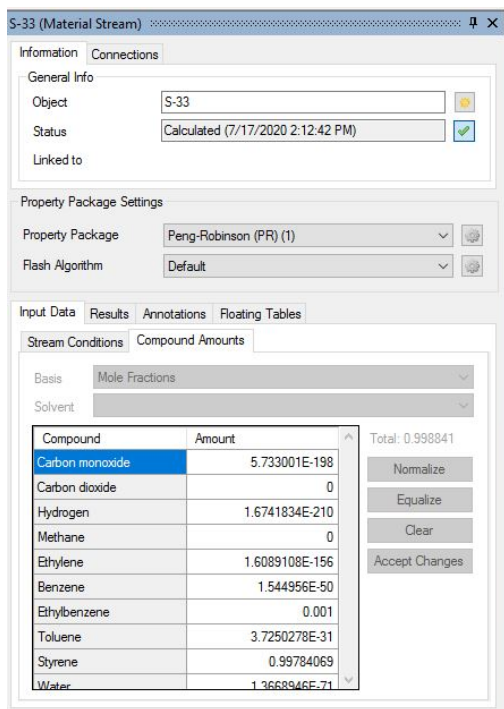 S-33 (Material Stream)
Information Connections
General Info
Object S-33
Status Calculated (7/17/2020 2:12:42 PM)
Linked to
Property Package Settings
Property Package Peng-Robinson (PR) (1)
Flash Algorithm Default
Input Data Results Annotations Floating Tables
Stream Conditions Compound Amounts
Basis Mole Fractions
Solvent
Compound Amount Total: 0.998841
Carbon monoxide 5.733001E-198 Normalize
Carbon dioxide 0
Hydrogen 1.6741834E-210 Equalize
Methane 0 Clear
Ethylene 1.6089108E-156 Accept Changes
Benzene 1.544956E-50
Ethylbenzene 0.001
Toluene 3.7250278E-31
Styrene 0.99784069
Water 1.3668946E-71